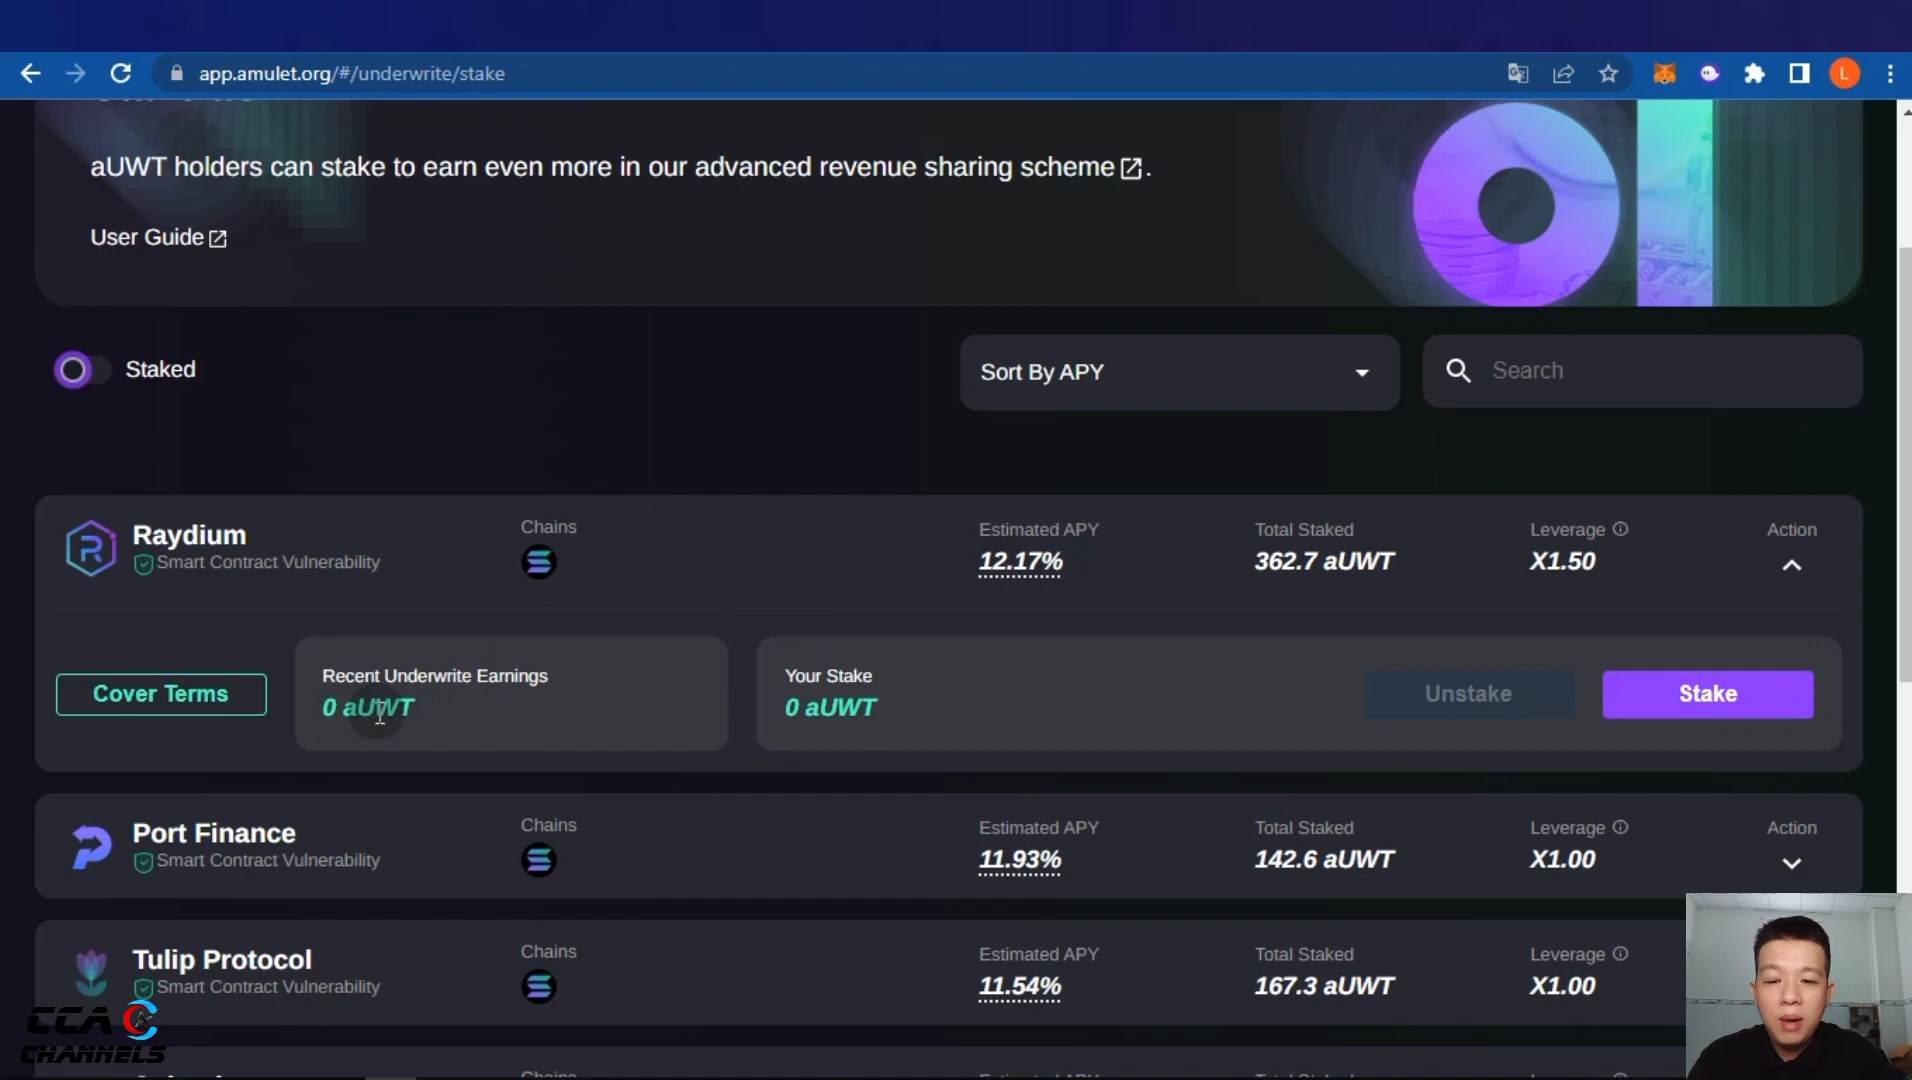 app.amulet.org/#/underwrite/stake
L
aUWT holders can stake to earn even more in our advanced revenue sharing scheme.
User Guide
Staked
Sort By APY
Search
Raydium
Smart Contract Vulnerability
Chains
Estimated APY
12.17%
Total Staked
362.7 aUWT
Leverage
X1.50
Action
Cover Terms
Recent Underwrite Earnings
0 aUWT
Your Stake
0 aUWT
Unstake
Stake
Port Finance
Smart Contract Vulnerability
Chains
Estimated APY
11.93%
Total Staked
142.6 aUWT
Leverage
X1.00
Action
Tulip Protocol
Smart Contract Vulnerability
Chains
Estimated APY
11.54%
Total Staked
167.3 aUWT
Leverage
X1.00
CCA
CHANNELS
Chains